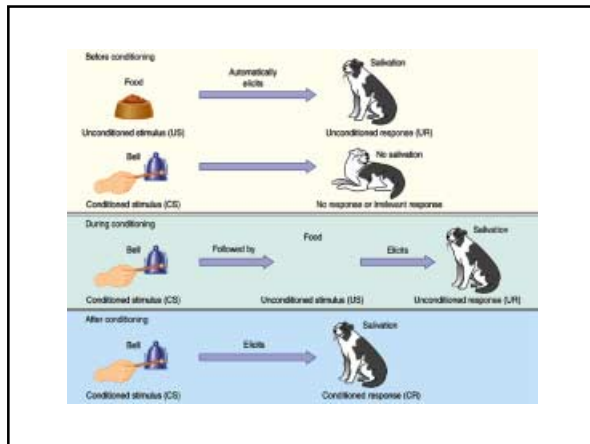 Before conditioning
Food
Automatically
elicits
Salivation
Unconditioned stimulus (US)
Unconditioned response (UR)
Bell
No salivation
Conditioned stimulus (CS)
No response or irrelevant response
During conditioning
Bell
Followed by
Food
Elicits
Salivation
Conditioned stimulus (CS)
Unconditioned stimulus (US)
Unconditioned response (UR)
After conditioning
Bell
Elicits
Salivation
Conditioned stimulus (CS)
Conditioned response (CR)